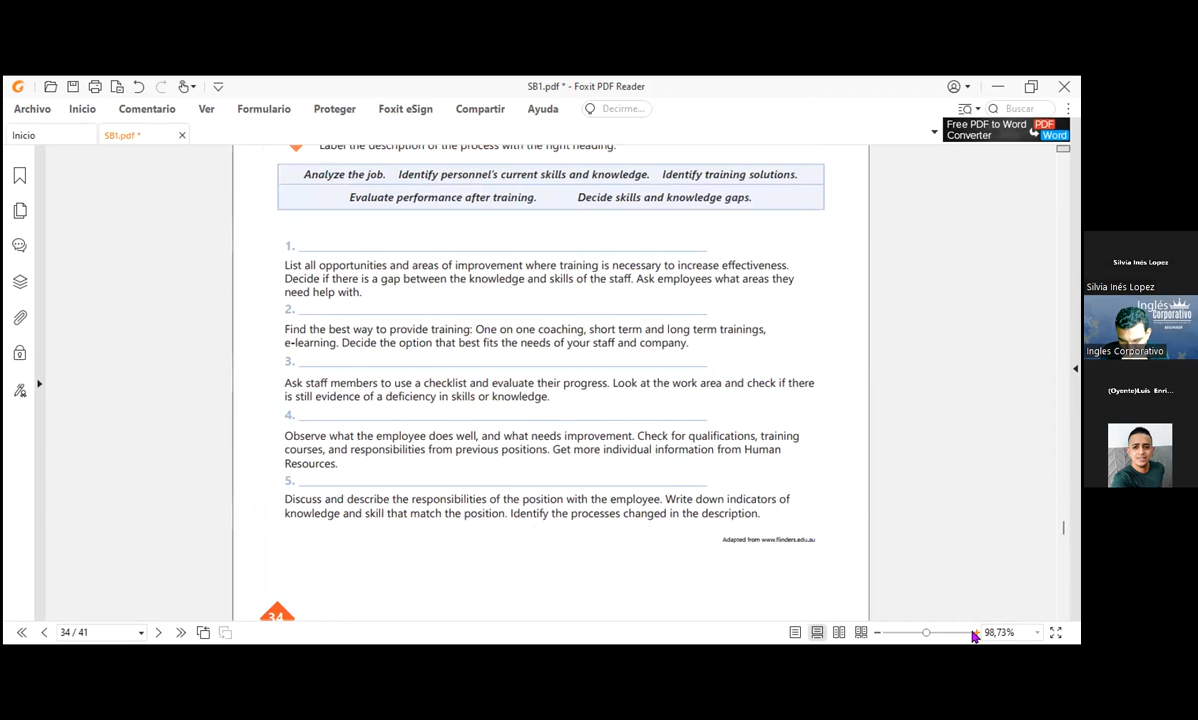 SB1.pdf * - Foxit PDF Reader
Archivo Inicio Comentario Ver Formulario Proteger Foxit eSign Compartir Ayuda Decirme... Buscar
Free PDF to Word PDF
Converter Word
Inicio SB1.pdf *
Label the description of the process with the right heading.
Analyze the job. Identify personnel's current skills and knowledge. Identify training solutions.
Evaluate performance after training. Decide skills and knowledge gaps.
1.
List all opportunities and areas of improvement where training is necessary to increase effectiveness.
Decide if there is a gap between the knowledge and skills of the staff. Ask employees what areas they
need help with.
2.
Find the best way to provide training: One on one coaching, short term and long term trainings,
e-learning. Decide the option that best fits the needs of your staff and company.
3.
Ask staff members to use a checklist and evaluate their progress. Look at the work area and check if there
is still evidence of a deficiency in skills or knowledge.
4.
Observe what the employee does well, and what needs improvement. Check for qualifications, training
courses, and responsibilities from previous positions. Get more individual information from Human
Resources.
5.
Discuss and describe the responsibilities of the position with the employee. Write down indicators of
knowledge and skill that match the position. Identify the processes changed in the description.
Adapted from www.flinders.edu.au
34
34 / 41
98,73%
Silvia Inés Lopez
Silvia Inés Lopez
Inglés
Corporativo
Ingles Corporativo
(Oyente)Luis Enri...